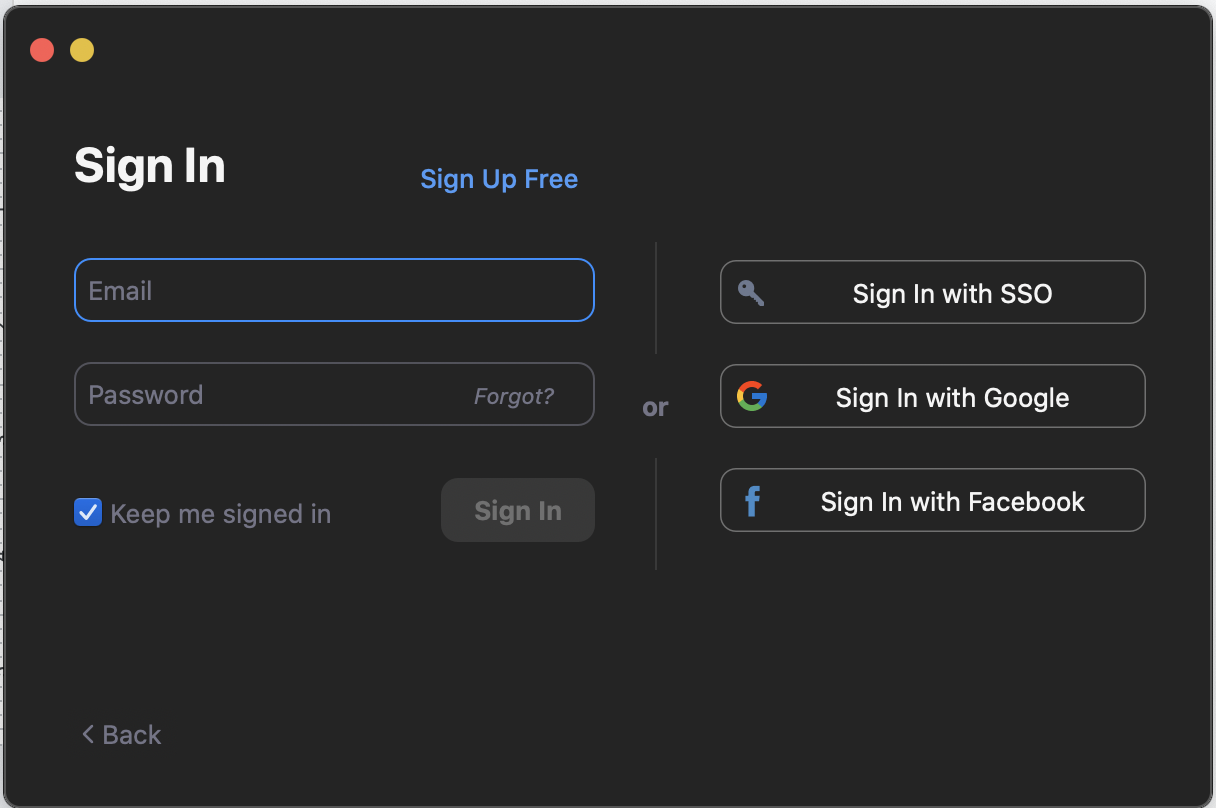 Sign In
Sign Up Free
Email
Password
Forgot?
Keep me signed in
Sign In
or
Sign In with SSO
Sign In with Google
Sign In with Facebook
Back